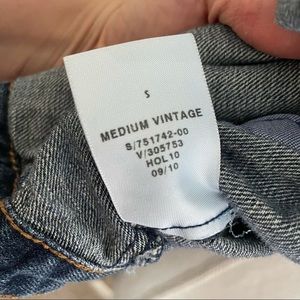 S
MEDIUM VINTAGE
S/751742-00
V/305753
HOL10
09/10